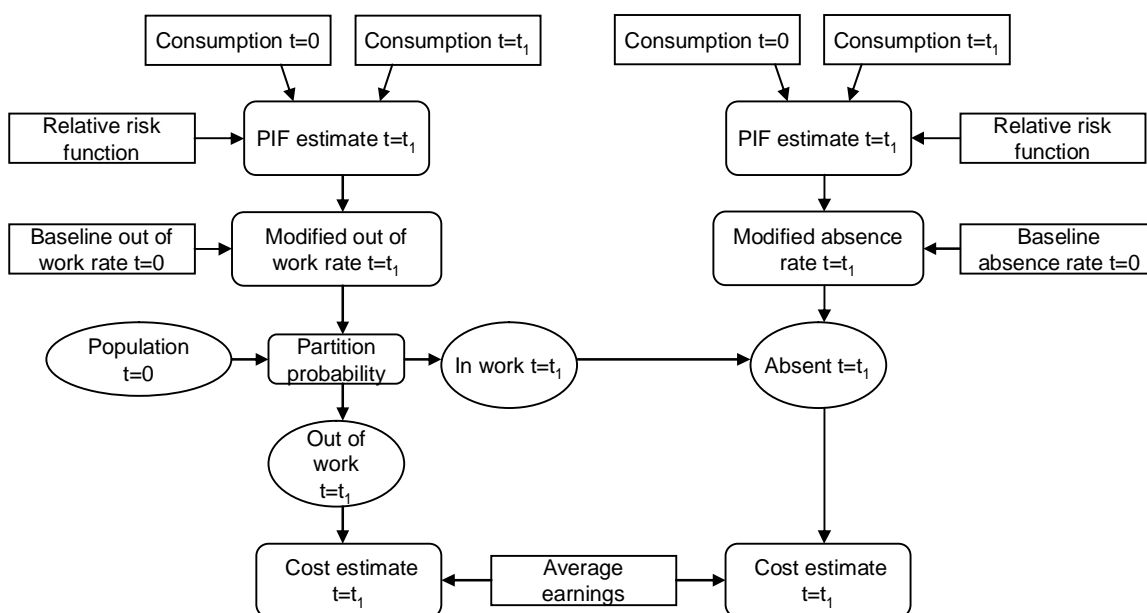 Consumption t=0
Consumption t=t₁
Consumption t=0
Consumption t=t₁
Relative risk
function
PIF estimate t=t₁
PIF estimate t=t₁
Relative risk
function
Baseline out of
work rate t=0
Modified out of
work rate t=t₁
Modified absence
rate t=t₁
Baseline
absence rate t=0
Population
t=0
Partition
probability
In work t=t₁
Absent t=t₁
Out of
work
t=t₁
Cost estimate
t=t₁
Average
earnings
Cost estimate
t=t₁